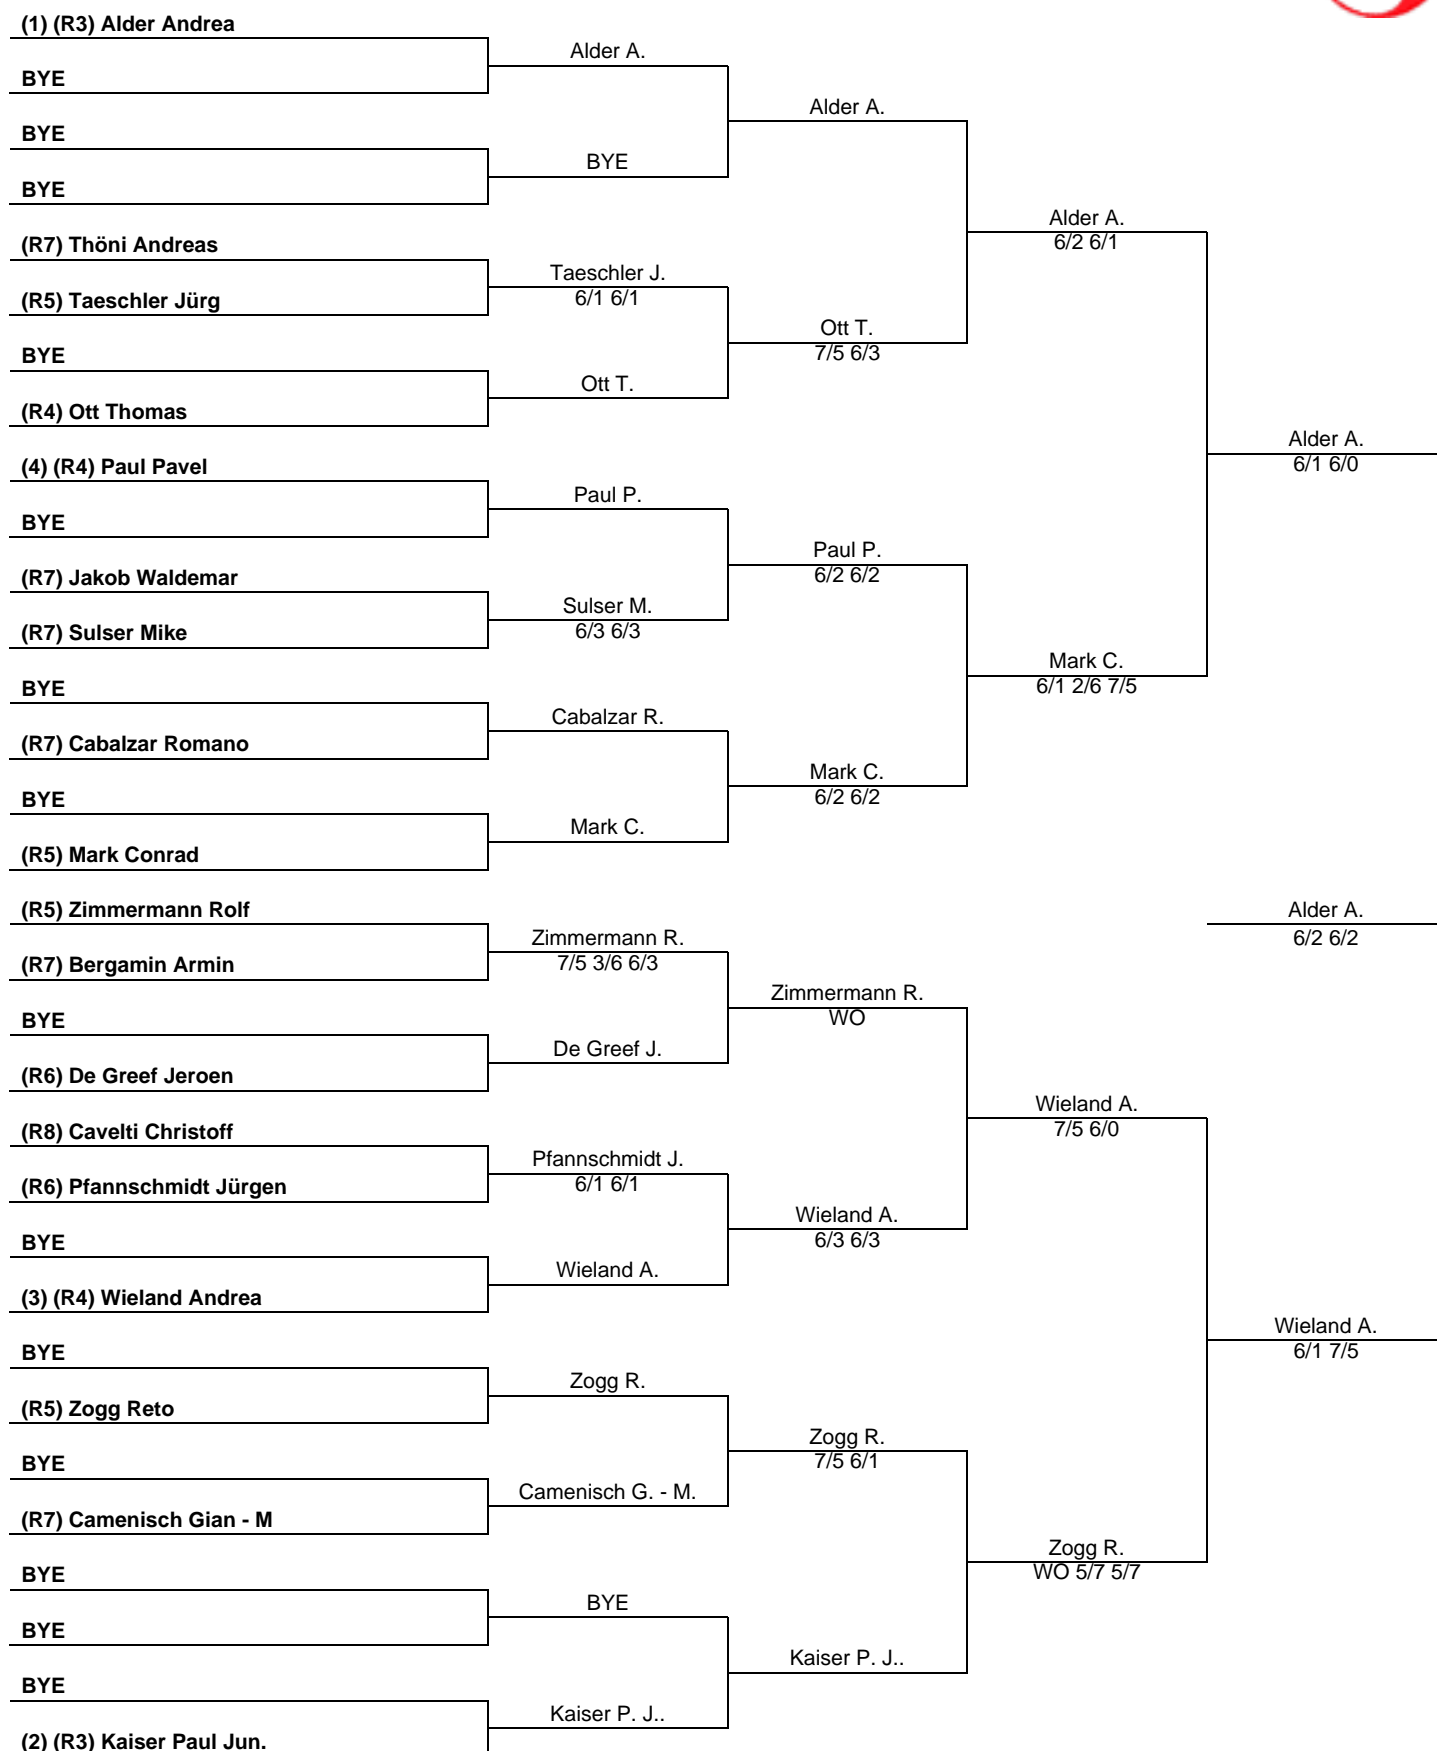 (1) (R3) Alder Andrea
BYE
BYE
BYE
(R7) Thöni Andreas
(R5) Taeschler Jürg
BYE
(R4) Ott Thomas
(4) (R4) Paul Pavel
BYE
(R7) Jakob Waldemar
(R7) Sulser Mike
BYE
(R7) Cabalzar Romano
BYE
(R5) Mark Conrad
(R5) Zimmermann Rolf
(R7) Bergamin Armin
BYE
(R6) De Greef Jeroen
(R8) Cavelti Christoff
(R6) Pfannschmidt Jürgen
BYE
(3) (R4) Wieland Andrea
BYE
(R5) Zogg Reto
BYE
(R7) Camenisch Gian - M
BYE
BYE
BYE
(2) (R3) Kaiser Paul Jun.
Alder A.
BYE
Taeschler J.
6/1 6/1
Ott T.
Paul P.
Sulser M.
6/3 6/3
Cabalzar R.
Mark C.
Zimmermann R.
7/5 3/6 6/3
De Greef J.
Pfannschmidt J.
6/1 6/1
Wieland A.
Zogg R.
Camenisch G. - M.
BYE
Kaiser P. J..
Alder A.
Ott T.
7/5 6/3
Paul P.
6/2 6/2
Mark C.
6/2 6/2
Zimmermann R.
WO
Wieland A.
6/3 6/3
Zogg R.
7/5 6/1
Kaiser P. J..
Alder A.
6/2 6/1
Mark C.
6/1 2/6 7/5
Wieland A.
7/5 6/0
Zogg R.
WO 5/7 5/7
Alder A.
6/1 6/0
Alder A.
6/2 6/2
Wieland A.
6/1 7/5